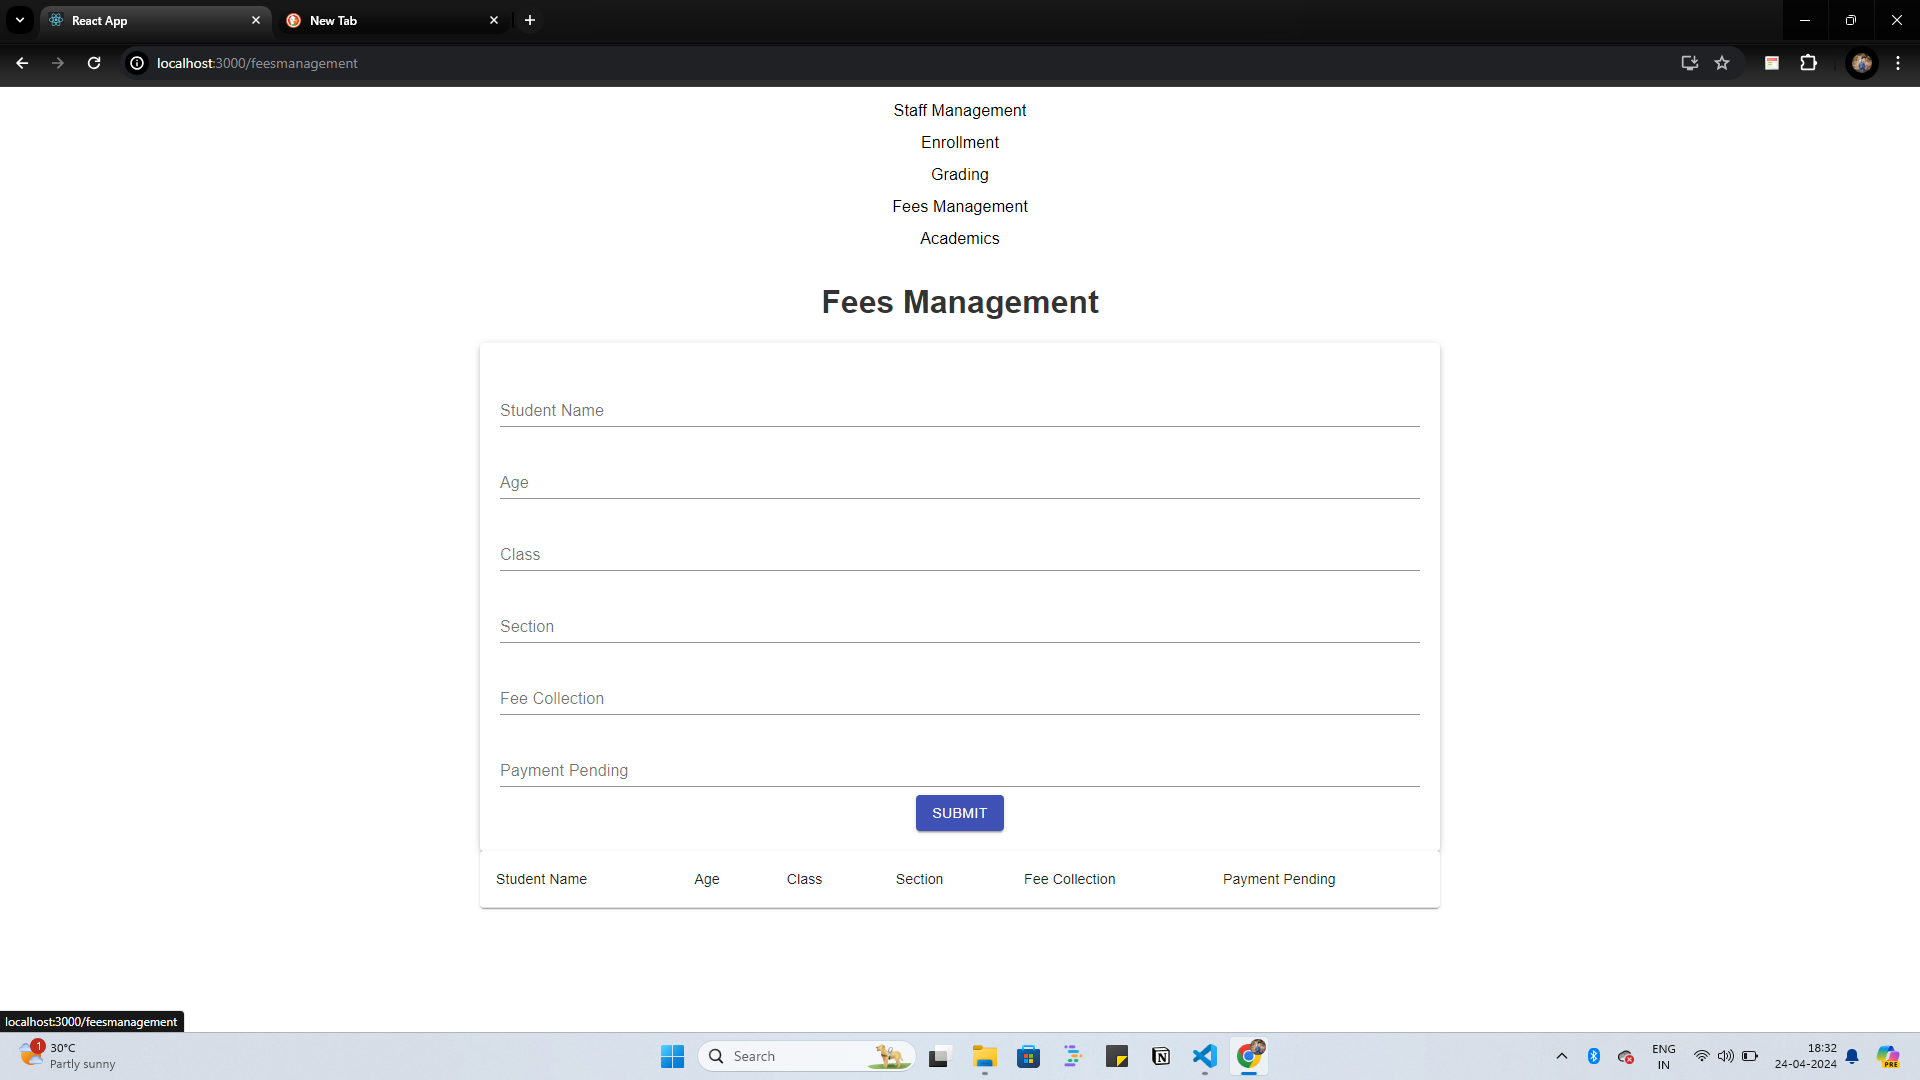 React App
New Tab
localhost:3000/feesmanagement
Staff Management
Enrollment
Grading
Fees Management
Academics
Fees Management
Student Name
Age
Class
Section
Fee Collection
Payment Pending
SUBMIT
Student Name Age Class Section Fee Collection Payment Pending
localhost:3000/feesmanagement
1
30°C
Partly sunny
Search
ENG
IN
18:32
24-04-2024
PRE